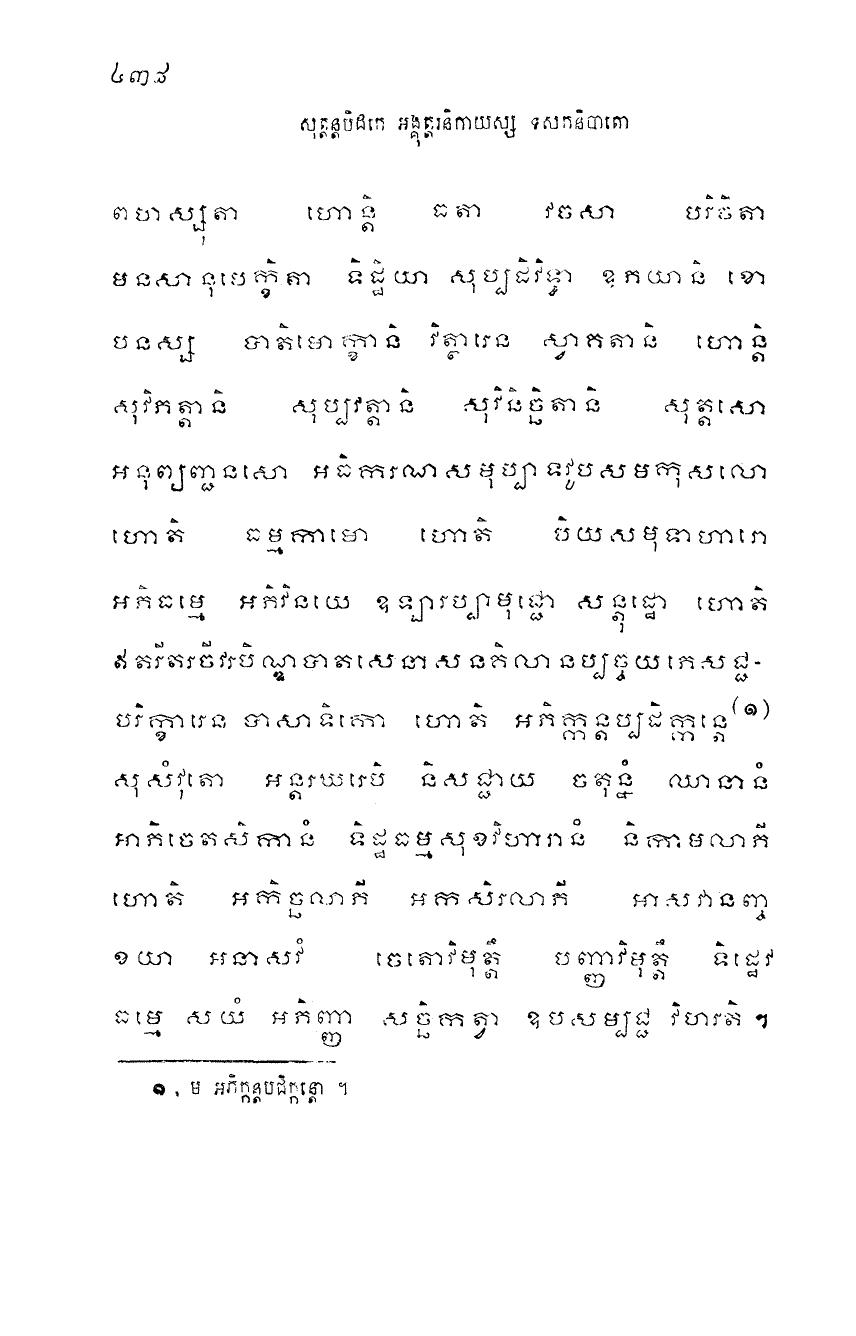 ៤៣៨
សុត្តន្តបិដកេ អង្គុត្តរនិកាយស្ស ទសកនិបាតោ
ពហុស្សុតា ហោន្តិ ធតា វចសា បរិចិតា
មនសានុបេក្ខិតា ទិដ្ឋិយា សុប្បដិវិទ្ធា ឧភយានិ ខោ
បនស្ស បាតិមោក្ខានិ វិត្ថារេន ស្វាគតានិ ហោន្តិ
សុវិភត្តានិ សុប្បវត្តានិ សុវិនិច្ឆិតានិ សុត្តសោ
អនុព្យញ្ជនសោ អធិករណសមុប្បាទវូបសមកុសលោ
ហោតិ ធម្មកាមោ ហោតិ បិយសមុទាហារោ
អភិធម្មេ អភិវិនយេ ឧឡារប្បាមុជ្ជោ សន្តុដ្ឋោ ហោតិ
ឥតរីតរចីវរបិណ្ឌបាតសេនាសនគិលានប្បច្ចយភេសជ្ជ-
បរិក្ខារេន បាសាទិកោ ហោតិ អភិក្កន្តប្បដិក្កន្តេ (១)
សុសំវុតោ អន្តរឃរេបិ និសជ្ជាយ ចតុន្នំ ឈានានំ
អាភិចេតសិកានំ ទិដ្ឋធម្មសុខវិហារានំ និកាមលាភី
ហោតិ អកិច្ឆលាភី អកសិរលាភី អាសវានញ្ច
ខយា អនាសវំ ចេតោវិមុត្តឹ បញ្ញាវិមុត្តឹ ទិដ្ឋេវ
ធម្មេ សយំ អភិញ្ញា សច្ឆិកត្វា ឧបសម្បជ្ជ វិហរតិ ។
១ . ម អភិក្កន្តបដិក្កន្តោ ។